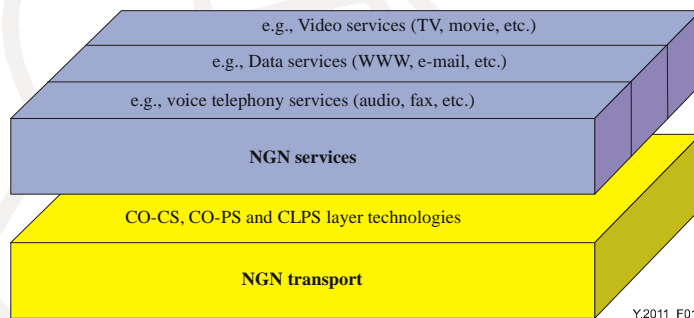 e.g., Video services (TV, movie, etc.)
e.g., Data services (WWW, e-mail, etc.)
e.g., voice telephony services (audio, fax, etc.)
NGN services
CO-CS, CO-PS and CLPS layer technologies
NGN transport